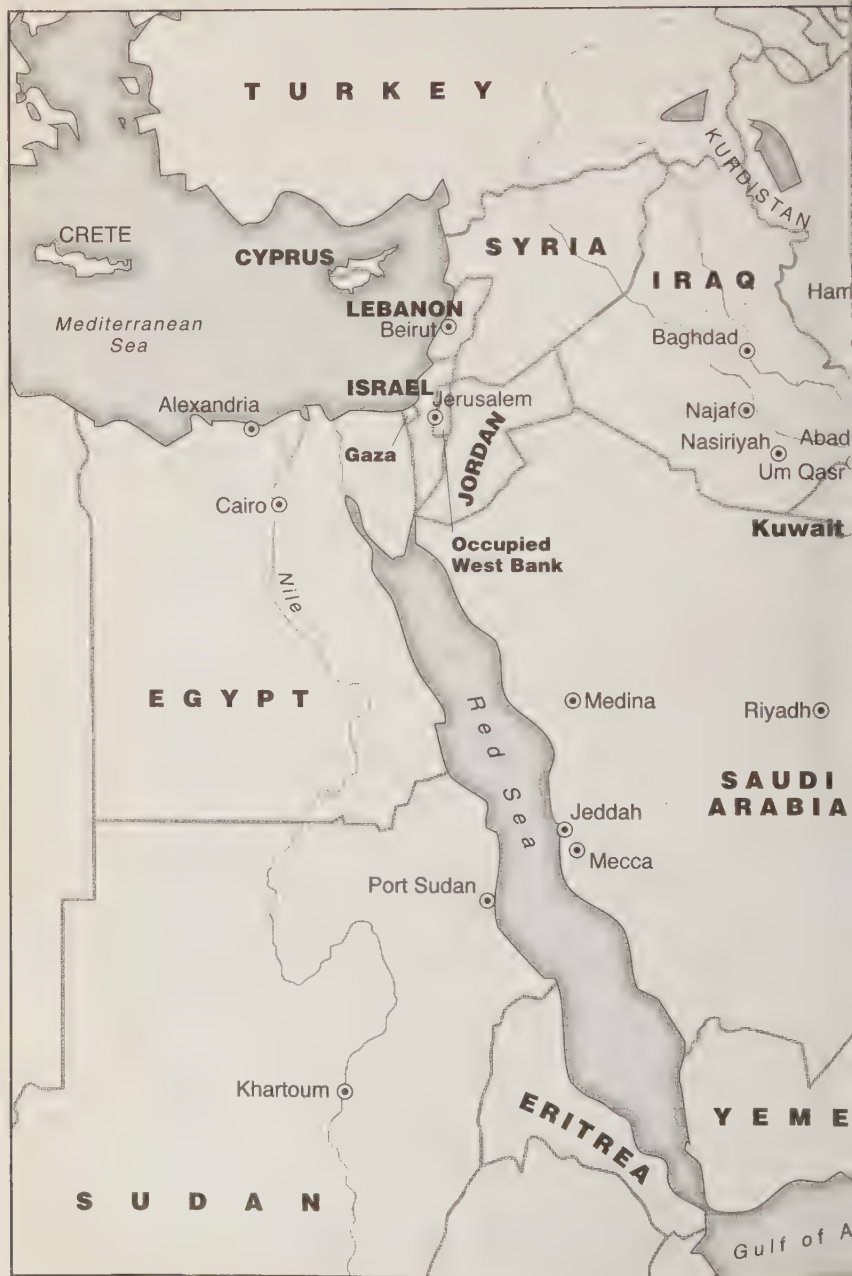 TURKEY
KURDISTAN
CRETE
CYPRUS
SYRIA
IRAQ
Ham
LEBANON
Beirut
Mediterranean
Sea
Baghdad
ISRAEL
Jerusalem
Alexandria
Najaf
Nasiriyah
Abad
Um Qasr
Gaza
JORDAN
Cairo
Kuwait
Occupied
West Bank
Nile
EGYPT
Red Sea
Medina
Riyadh
SAUDI
ARABIA
Jeddah
Mecca
Port Sudan
Khartoum
ERITREA
YEME
SUDAN
Gulf of A